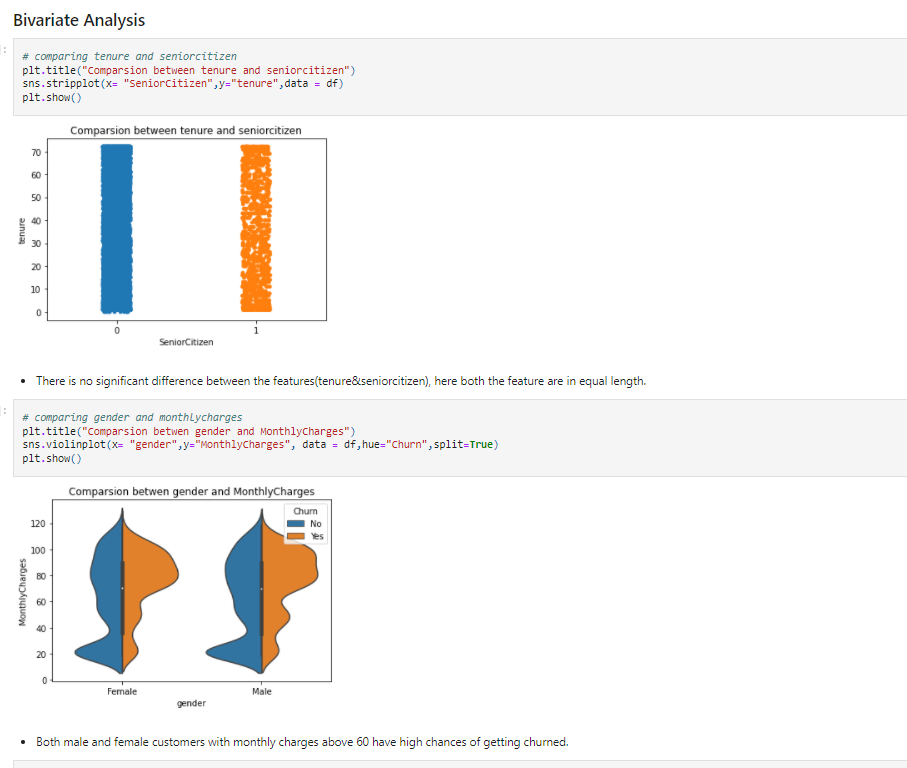 Bivariate Analysis
]:
# comparing tenure and seniorcitizen
plt.title("Comparsion between tenure and seniorcitizen")
sns.stripplot(x= "SeniorCitizen",y="tenure",data = df)
plt.show()
Comparsion between tenure and seniorcitizen
70
60
50
40
30
20
10
0
tenure
0 1
SeniorCitizen
• There is no significant difference between the features(tenure&seniorcitizen), here both the feature are in equal length.
]:
# comparing gender and monthlycharges
plt.title("Comparsion betwen gender and MonthlyCharges")
sns.violinplot(x= "gender",y="MonthlyCharges", data = df,hue="Churn",split=True)
plt.show()
Comparsion betwen gender and MonthlyCharges
Churn
No
Yes
120
100
80
60
40
20
0
MonthlyCharges
Female Male
gender
• Both male and female customers with monthly charges above 60 have high chances of getting churned.